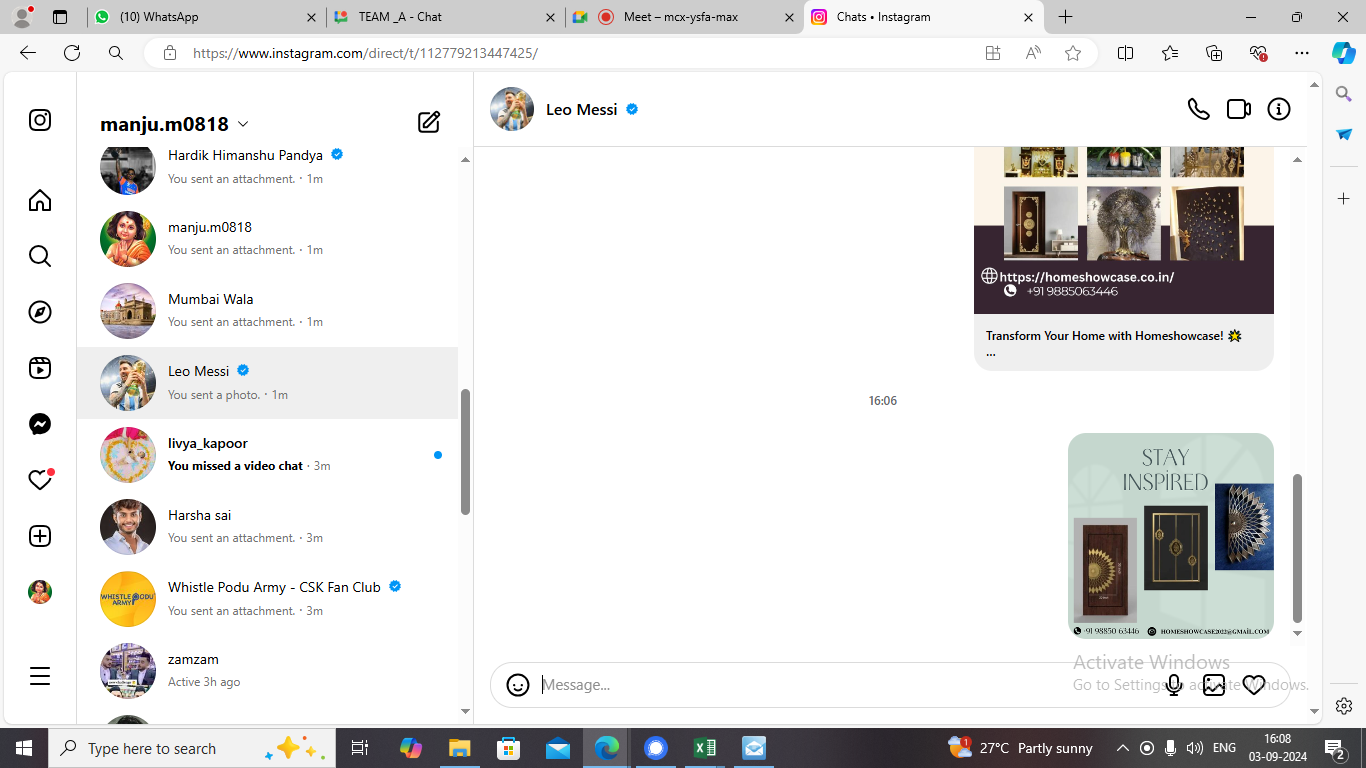 (10) WhatsApp
TEAM _A - Chat
Meet – mcx-ysfa-max
Chats • Instagram
https://www.instagram.com/direct/t/112779213447425/
manju.m0818
Hardik Himanshu Pandya
You sent an attachment. · 1m
manju.m0818
You sent an attachment. · 1m
Mumbai Wala
You sent an attachment. · 1m
Leo Messi
You sent a photo. · 1m
livya_kapoor
You missed a video chat · 3m
Harsha sai
You sent an attachment. · 3m
Whistle Podu Army - CSK Fan Club
You sent an attachment. · 3m
WHISTLE PODU
ARMY
zamzam
Active 3h ago
Leo Messi
https://homeshowcase.co.in/
+91 9885063446
Transform Your Home with Homeshowcase!
...
16:06
STAY
INSPIRED
+91 98850 63446
HOMESHOWCASE2022@GMAIL.COM
Message...
Activate Windows
Go to Settings to activate Windows.
Type here to search
1
27°C Partly sunny
ENG
16:08
03-09-2024
2